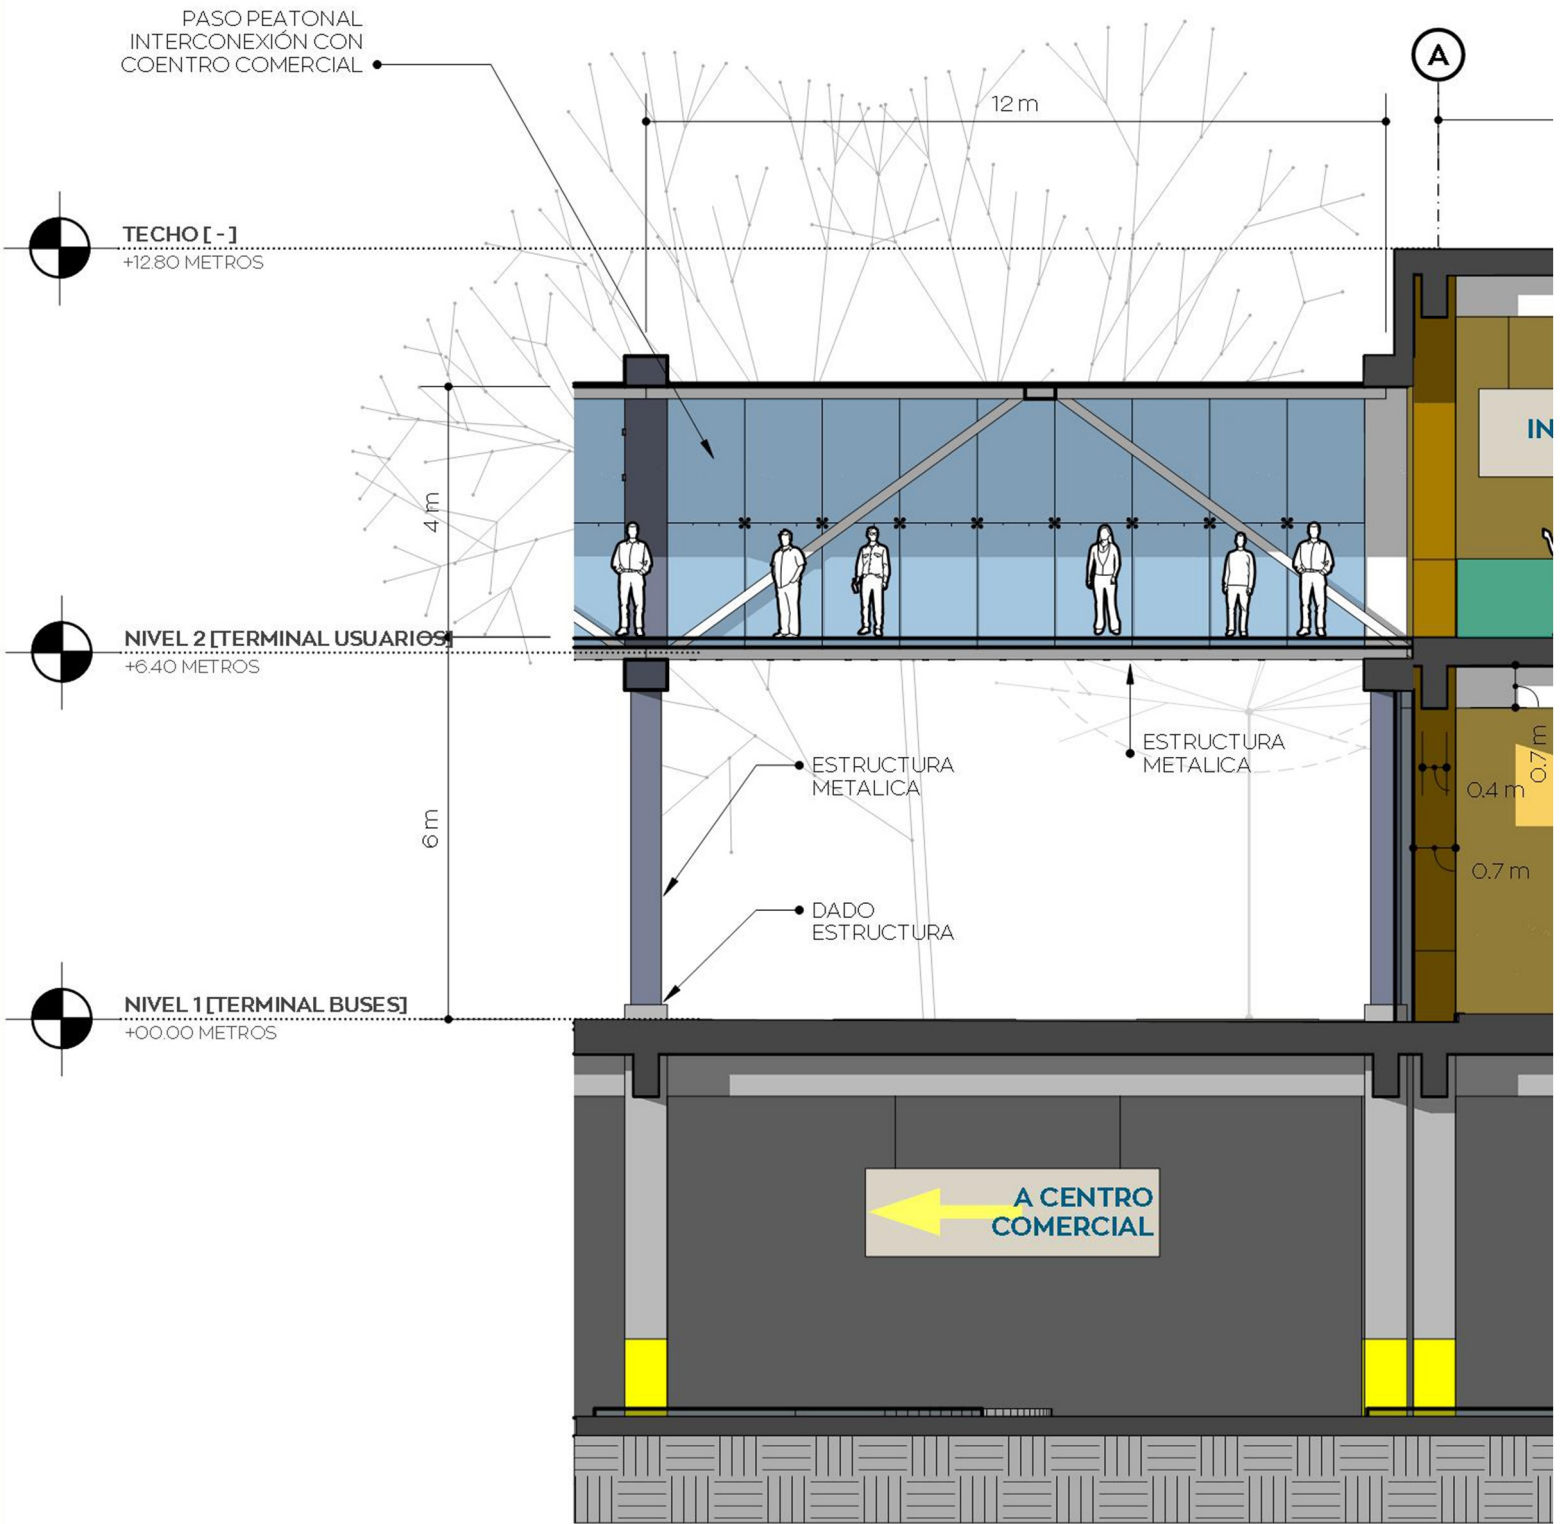 PASO PEATONAL
INTERCONEXIÓN CON
COENTRO COMERCIAL
12 m
A
TECHO [ - ]
+12.80 METROS
IN
4 m
NIVEL 2 [TERMINAL USUARIOS]
+6.40 METROS
ESTRUCTURA
METALICA
ESTRUCTURA
METALICA
0.7 m
0.4 m
6 m
0.7 m
DADO
ESTRUCTURA
NIVEL 1 [TERMINAL BUSES]
+00.00 METROS
A CENTRO
COMERCIAL